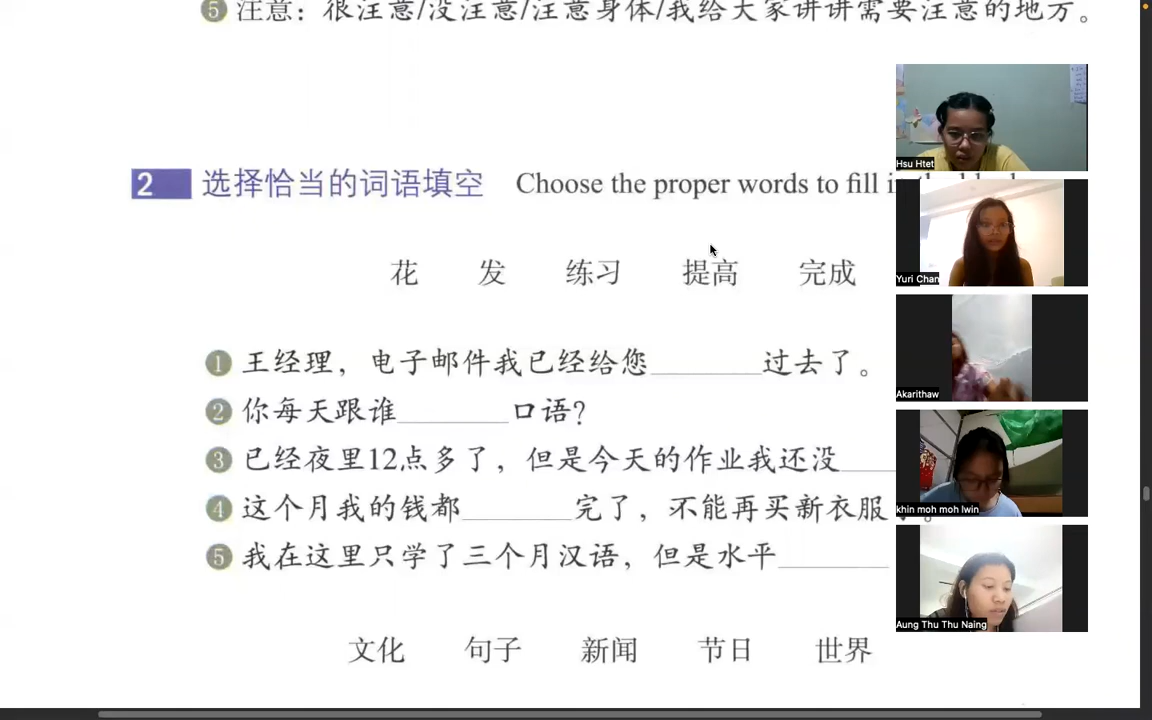 5 注意：很注意/没注意/注意身体/我给大家讲讲需要注意的地方。
2 选择恰当的词语填空 Choose the proper words to fill
花 发 练习 提高 完成
1 王经理，电子邮件我已经给您______过去了。
2 你每天跟谁______口语？
3 已经夜里12点多了，但是今天的作业我还没___
4 这个月我的钱都______完了，不能再买新衣服
5 我在这里只学了三个月汉语，但是水平______
文化 句子 新闻 节日 世界
Hsu Htet
Yuri Chan
Akarithaw
khin moh moh lwin
Aung Thu Thu Naing